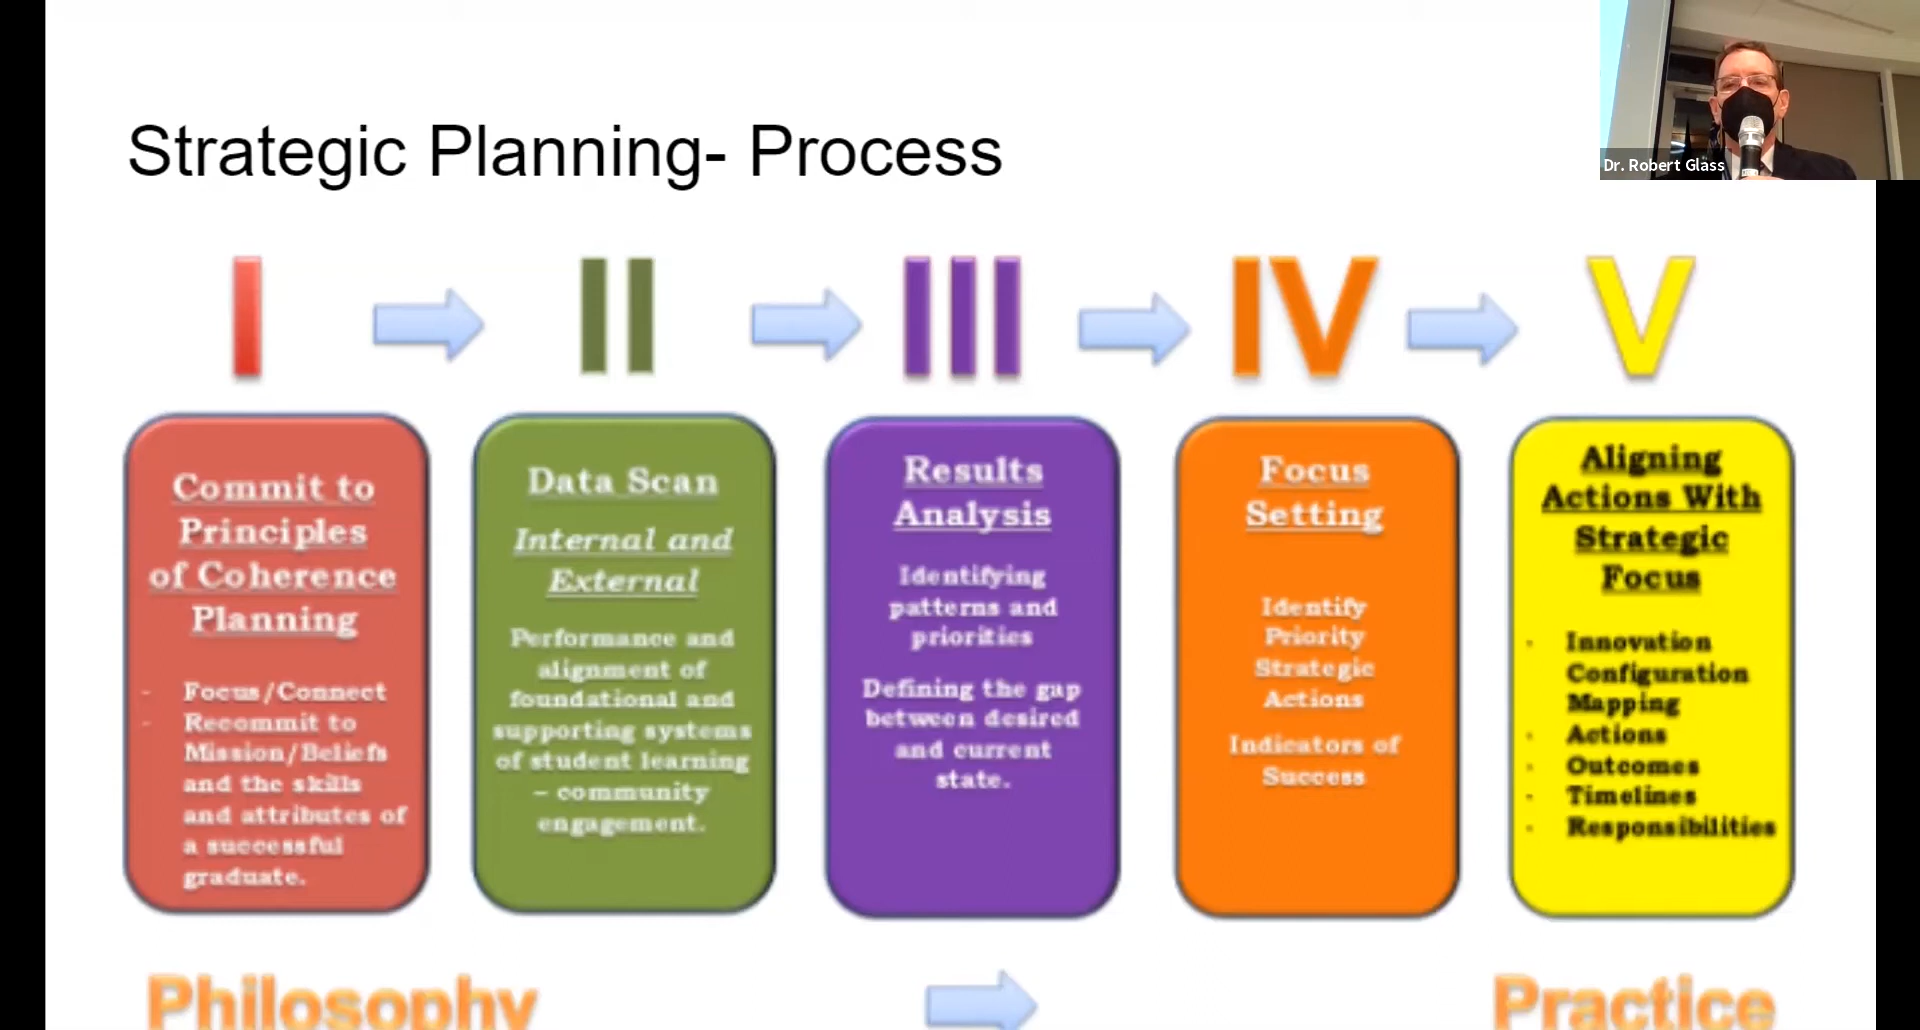 Strategic Planning- Process
Dr. Robert Glass
I
II
III
IV
V
Commit to
Principles
of Coherence
Planning
- Focus/Connect
- Recommit to
Mission/Beliefs
and the skills
and attributes of
a successful
graduate.
Data Scan
Internal and
External
Performance and
alignment of
foundational and
supporting systems
of student learning
– community
engagement.
Results
Analysis
Identifying
patterns and
priorities
Defining the gap
between desired
and current
state.
Focus
Setting
Identify
Priority
Strategic
Actions
Indicators of
Success
Aligning
Actions With
Strategic
Focus
- Innovation
Configuration
Mapping
- Actions
- Outcomes
- Timelines
- Responsibilities
Philosophy
Practice